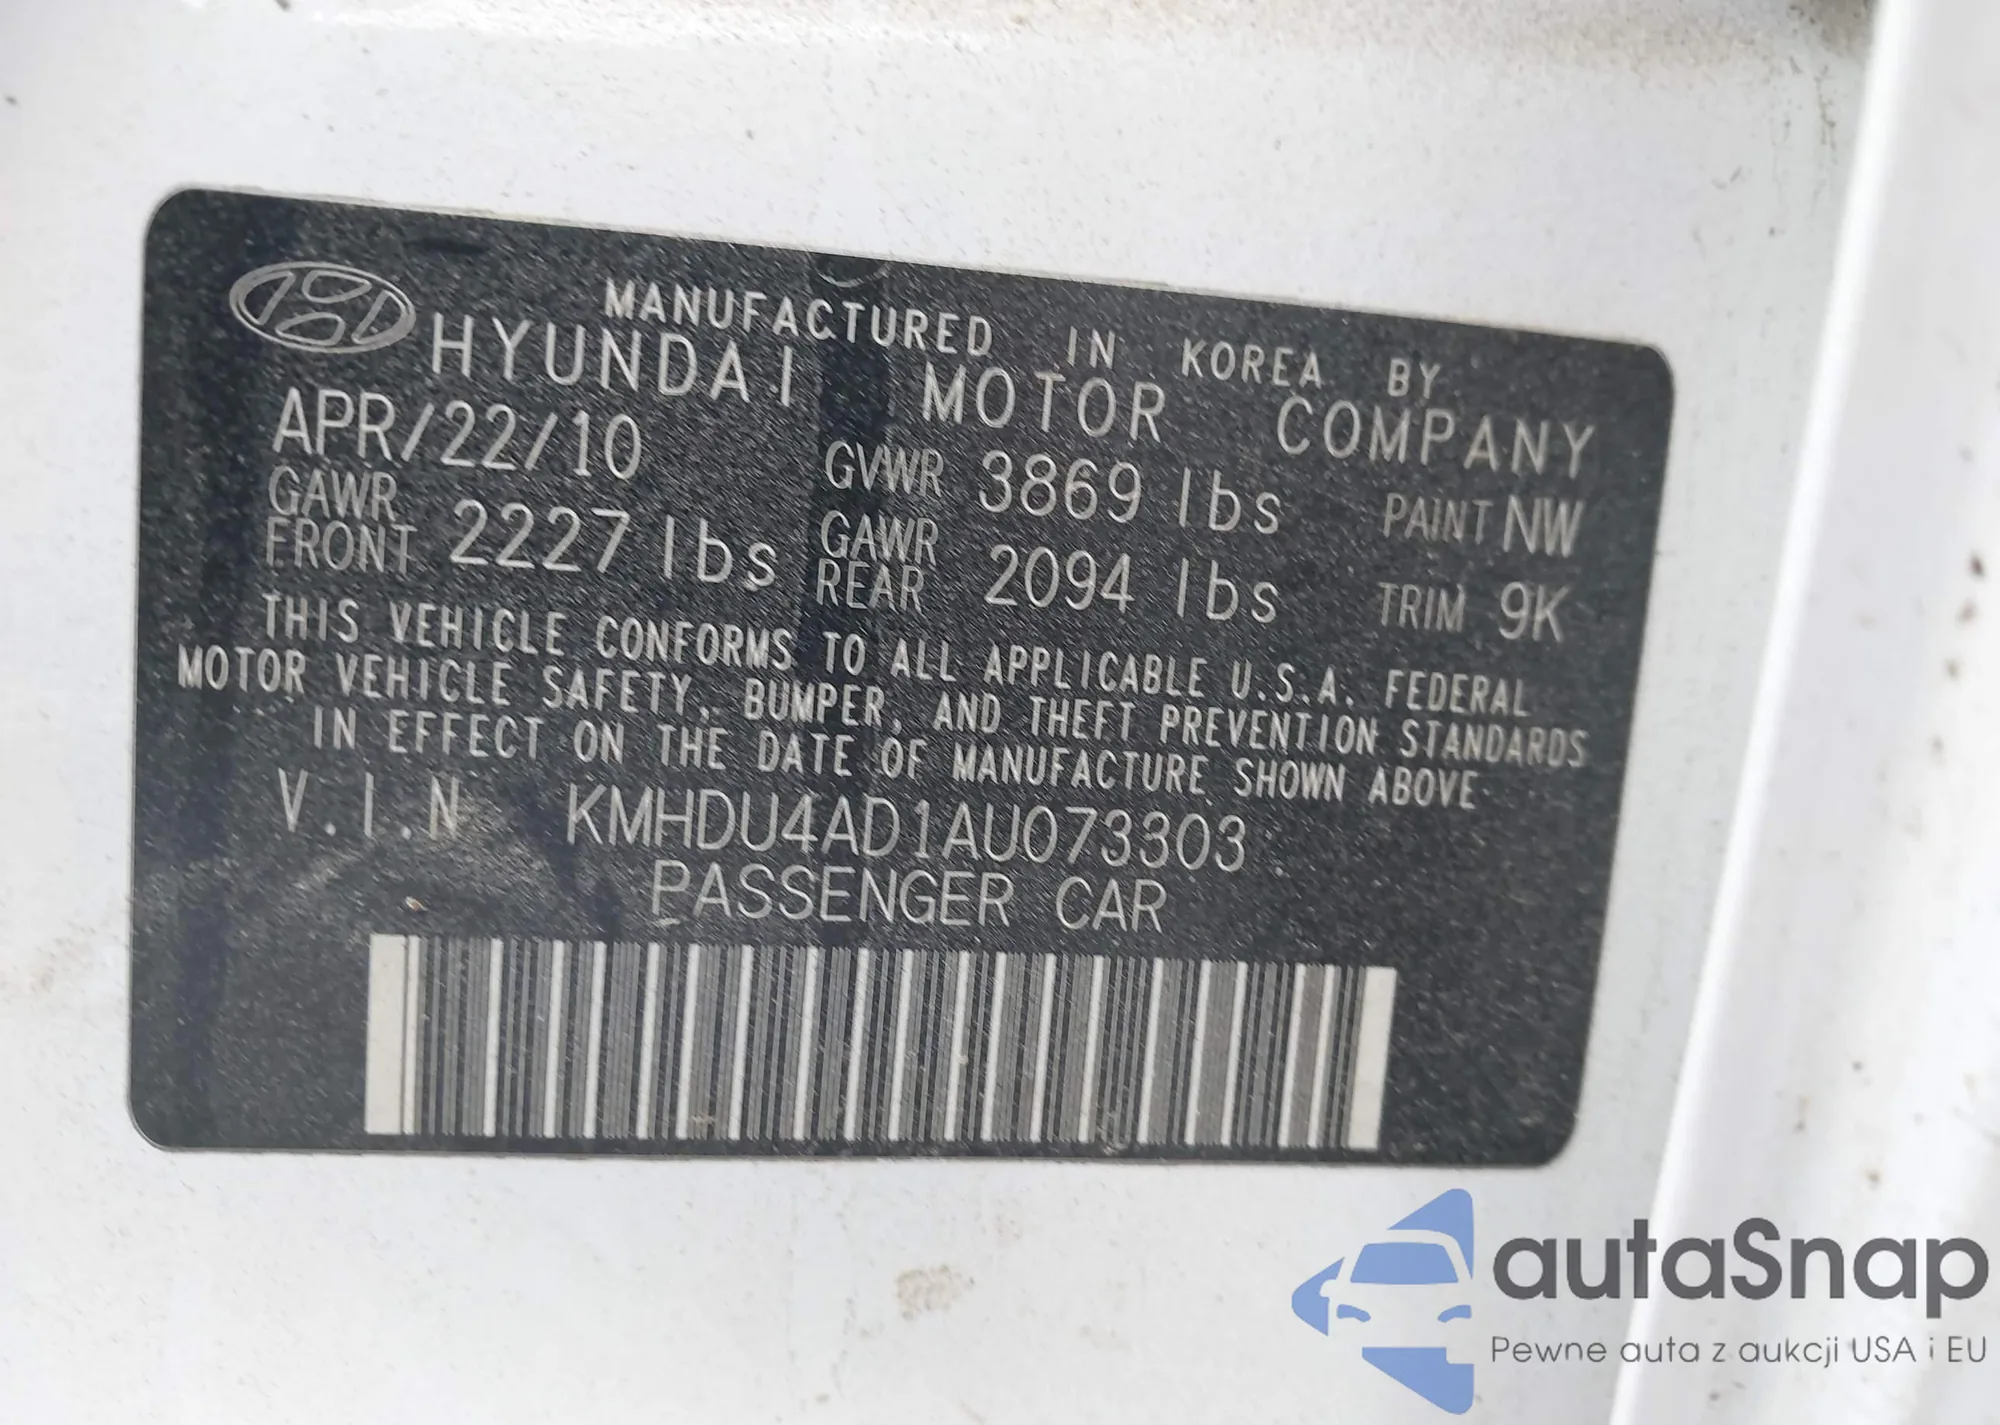 MANUFACTURED IN KOREA BY
HYUNDAI MOTOR COMPANY
APR/22/10 GVWR 3869 lbs PAINT NW
GAWR FRONT 2227 lbs GAWR REAR 2094 lbs TRIM 9K
THIS VEHICLE CONFORMS TO ALL APPLICABLE U.S.A. FEDERAL
MOTOR VEHICLE SAFETY, BUMPER, AND THEFT PREVENTION STANDARDS
IN EFFECT ON THE DATE OF MANUFACTURE SHOWN ABOVE
V.I.N KMHDU4AD1AU073303
PASSENGER CAR
autaSnap
Pewne auta z aukcji USA i EU